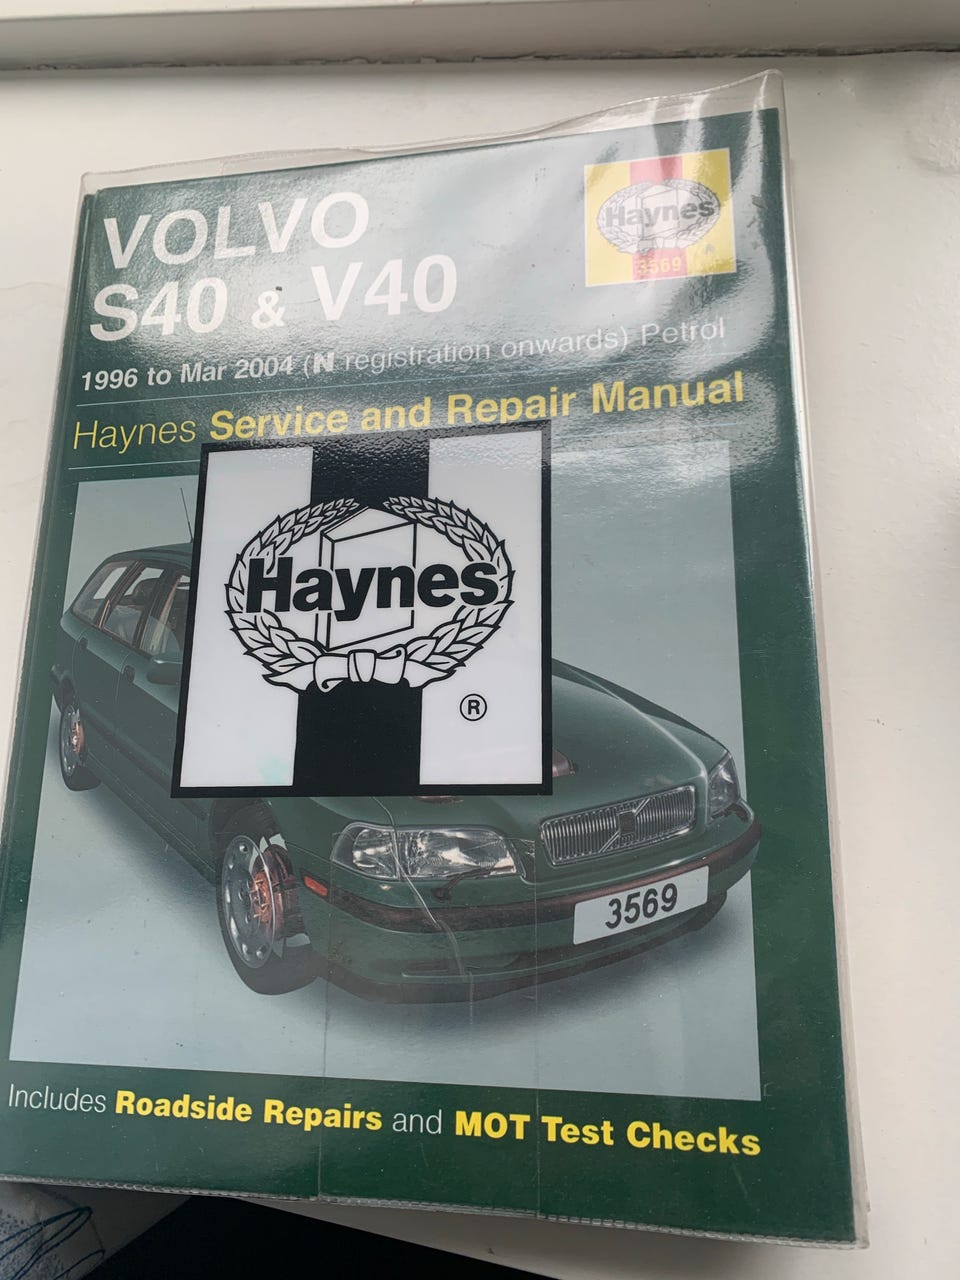 VOLVO
S40 & V40
Haynes
®
3569
1996 to Mar 2004 (N registration onwards) Petrol
Haynes Service and Repair Manual
Haynes
®
3569
Includes Roadside Repairs and MOT Test Checks